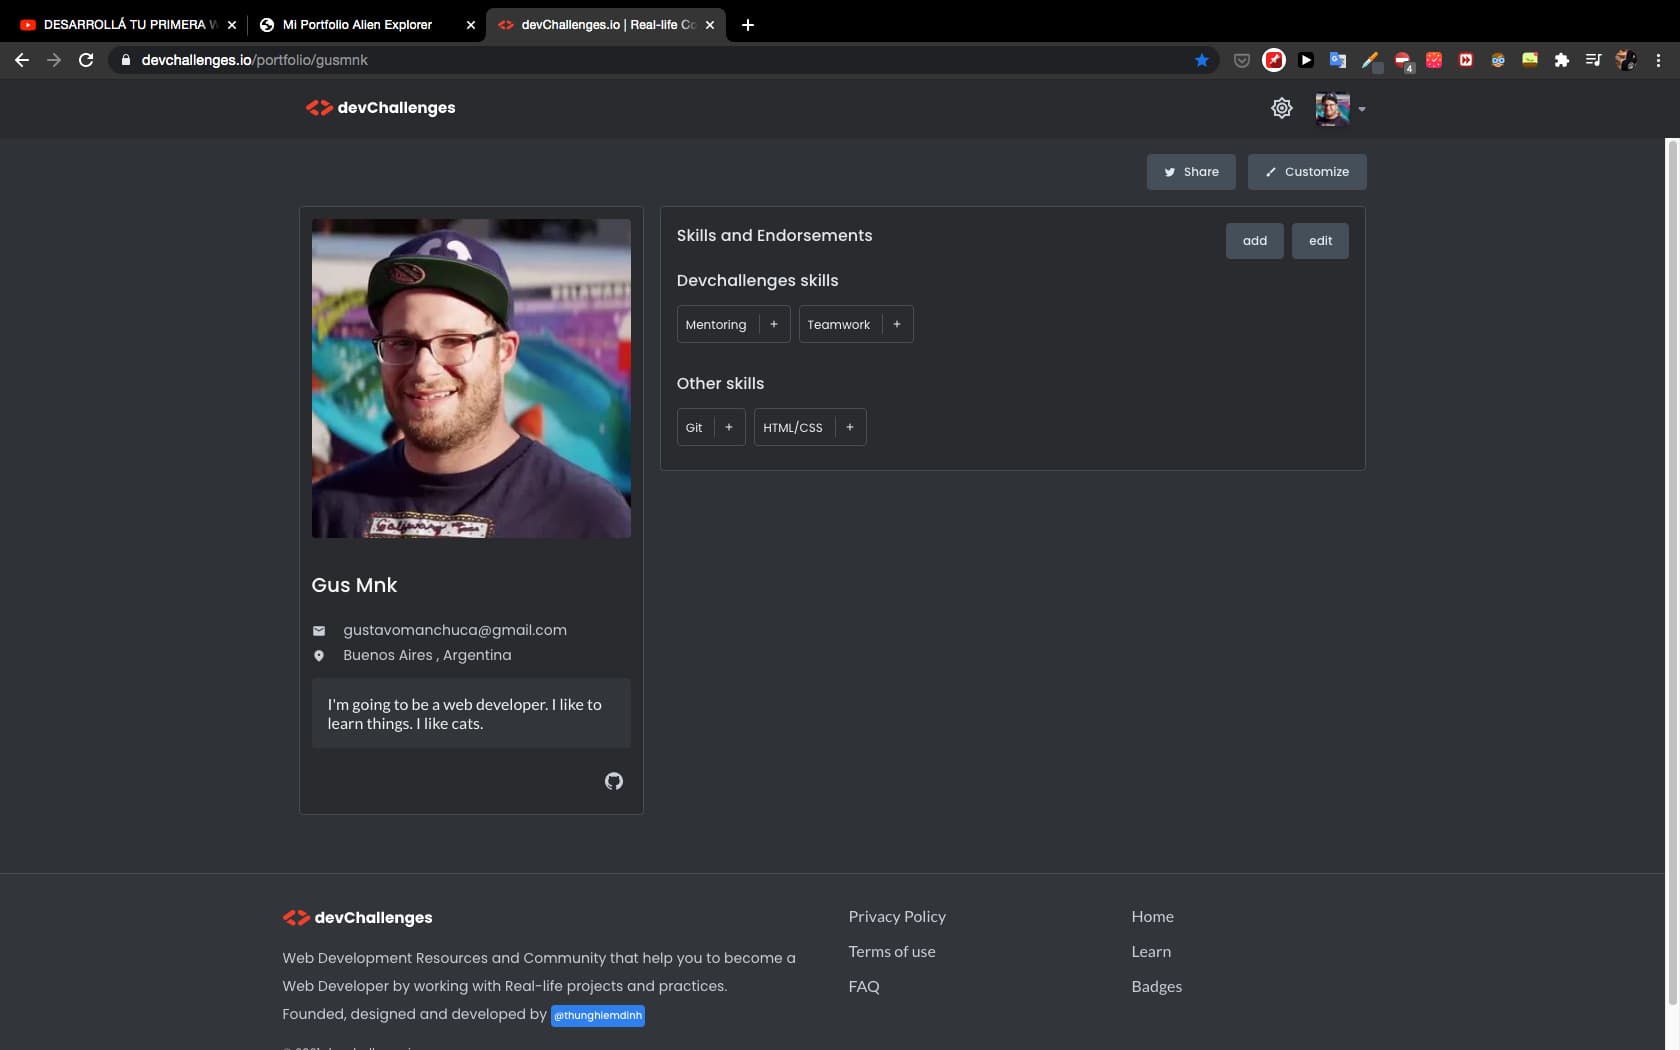 DESARROLLÁ TU PRIMERA
Mi Portfolio Alien Explorer
devChallenges.io | Real-life
devchallenges.io/portfolio/gusmnk
4
devChallenges
Share
Customize
Skills and Endorsements
add
edit
Devchallenges skills
Mentoring +
Teamwork +
Other skills
Git +
HTML/CSS +
Gus Mnk
gustavomanchuca@gmail.com
Buenos Aires , Argentina
I'm going to be a web developer. I like to
learn things. I like cats.
devChallenges
Web Development Resources and Community that help you to become a
Web Developer by working with Real-life projects and practices.
Founded, designed and developed by @thunghiemdinh
Privacy Policy
Terms of use
FAQ
Home
Learn
Badges